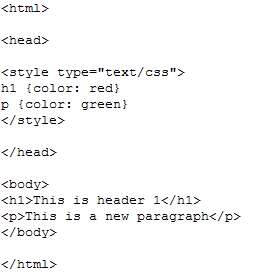 <html>
<head>
<style type="text/css">
h1 {color: red}
p {color: green}
</style>
</head>
<body>
<h1>This is header 1</h1>
<p>This is a new paragraph</p>
</body>
</html>